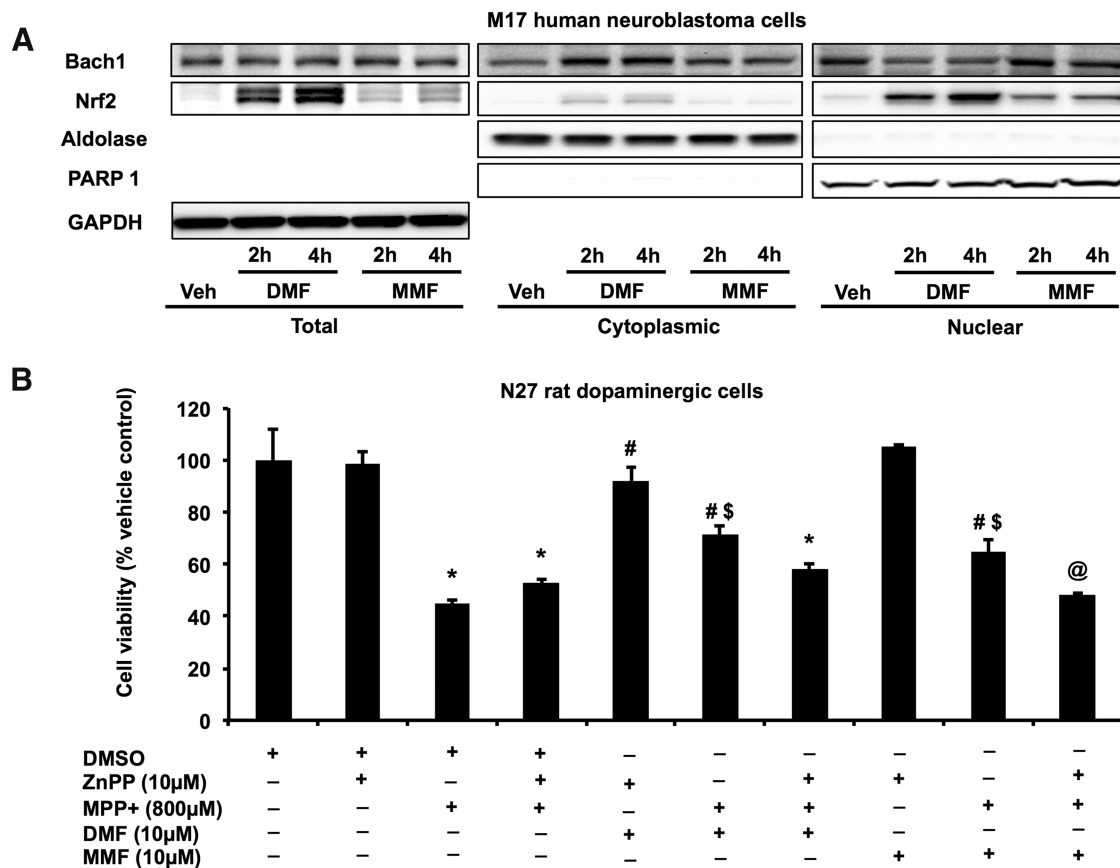 A
M17 human neuroblastoma cells
Bach1
Nrf2
Aldolase
PARP 1
GAPDH
2h 4h 2h 4h 2h 4h 2h 4h 2h 4h 2h 4h
Veh DMF MMF Veh DMF MMF Veh DMF MMF
Total Cytoplasmic Nuclear
B
N27 rat dopaminergic cells
Cell viability (% vehicle control)
120
100
80
60
40
20
0
* * # # $ * # $ @
DMSO + + + + – – – – – –
ZnPP (10µM) – + – + + – + + – +
MPP+ (800µM) – – + + – + + – + +
DMF (10µM) – – – – + + + – – –
MMF (10µM) – – – – – – – + + +